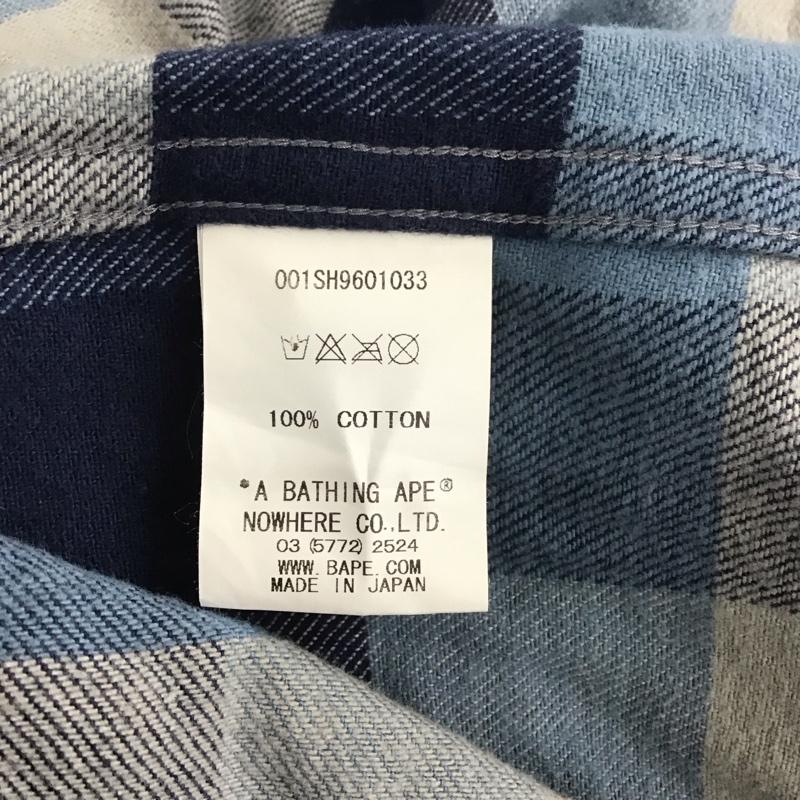 001SH9601033
100% COTTON
*A BATHING APE®
NOWHERE CO.,LTD.
03 (5772) 2524
WWW.BAPE.COM
MADE IN JAPAN